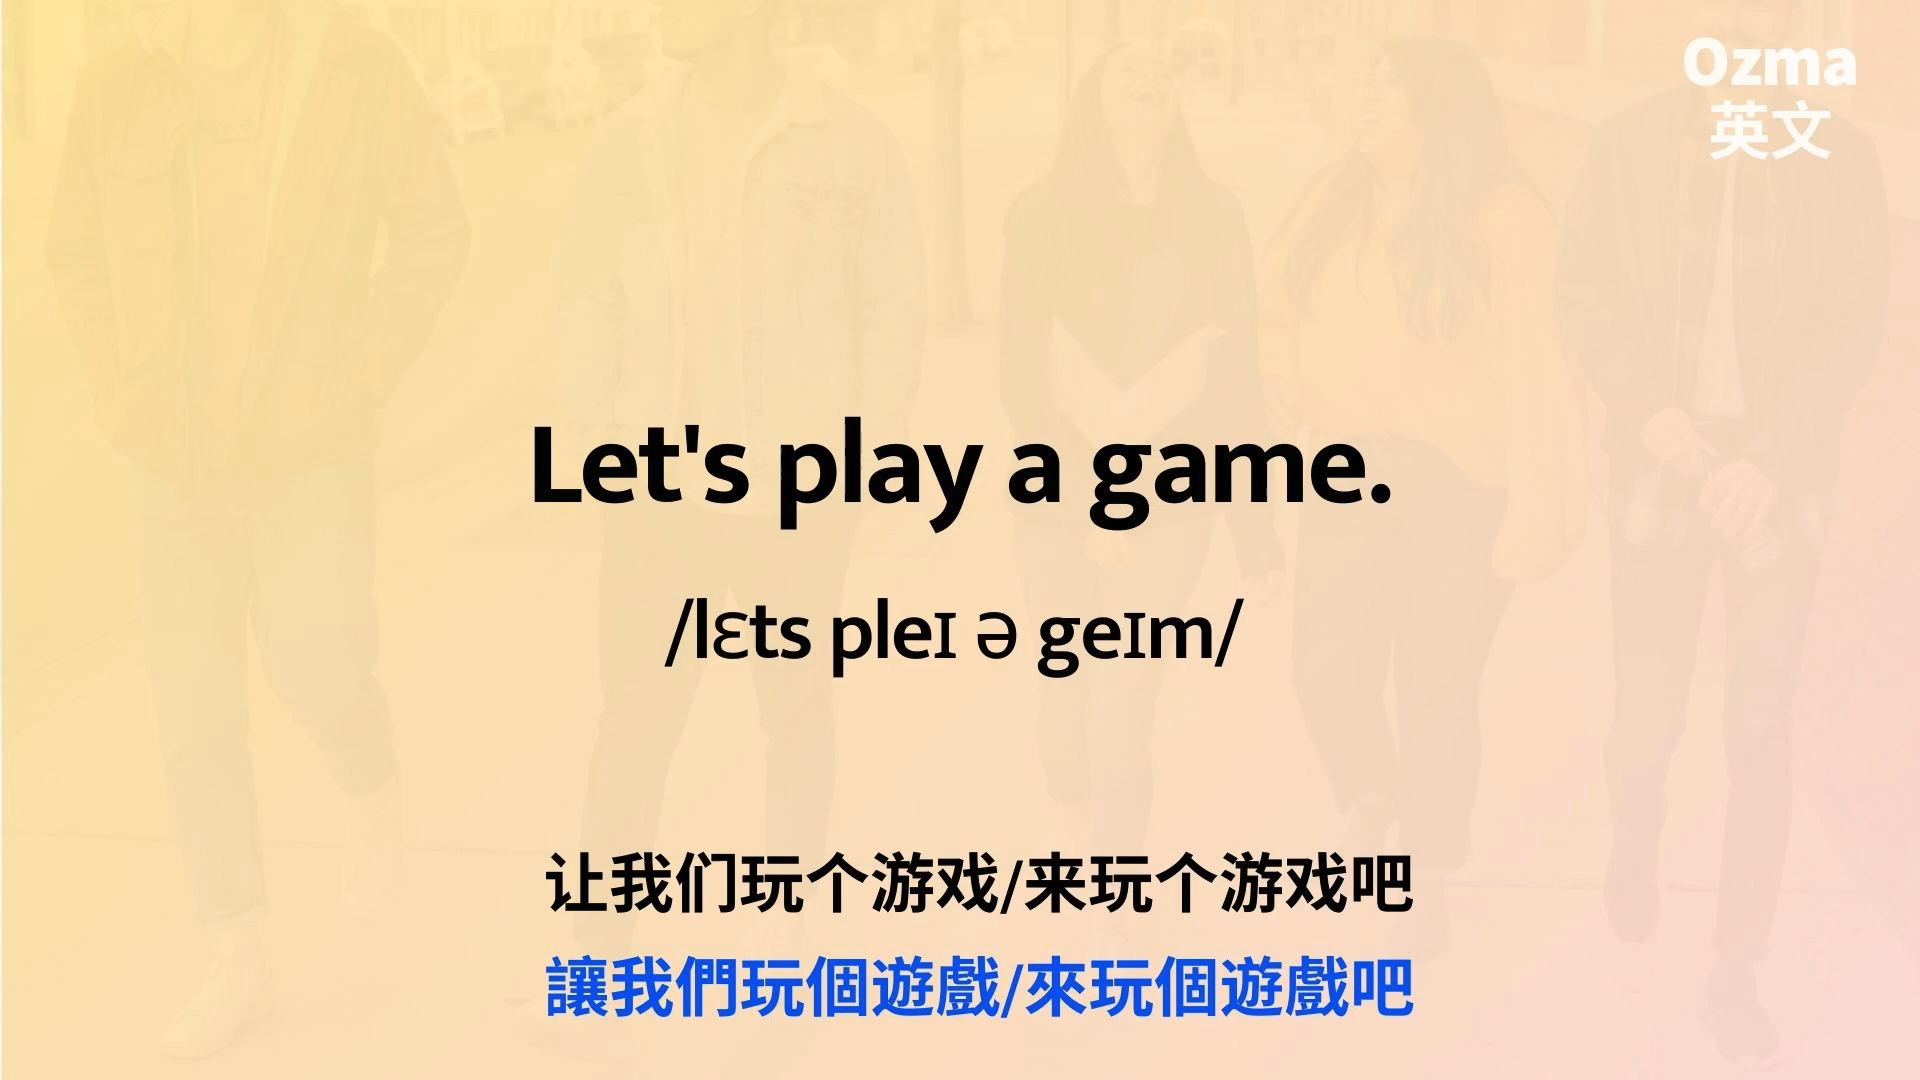 Ozma
英文
Let's play a game.
/lɛts pleɪ ə geɪm/
让我们玩个游戏/来玩个游戏吧
讓我們玩個遊戲/來玩個遊戲吧